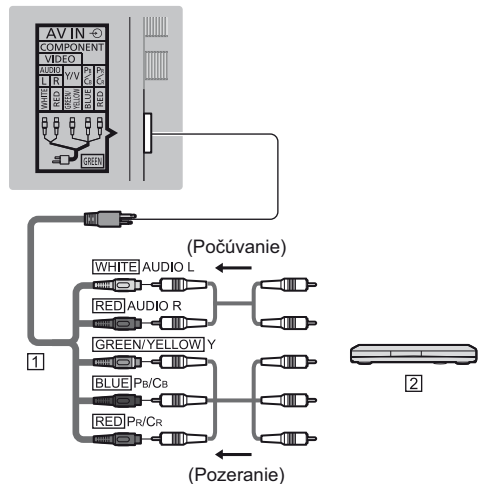 AV IN
COMPONENT
VIDEO
AUDIO
L R Y/V PB CB PR CR
WHITE RED GREEN/YELLOW BLUE RED
GREEN
(Počúvanie)
WHITE AUDIO L
RED AUDIO R
GREEN/YELLOW Y
1
BLUE PB/CB
2
RED PR/CR
(Pozeranie)